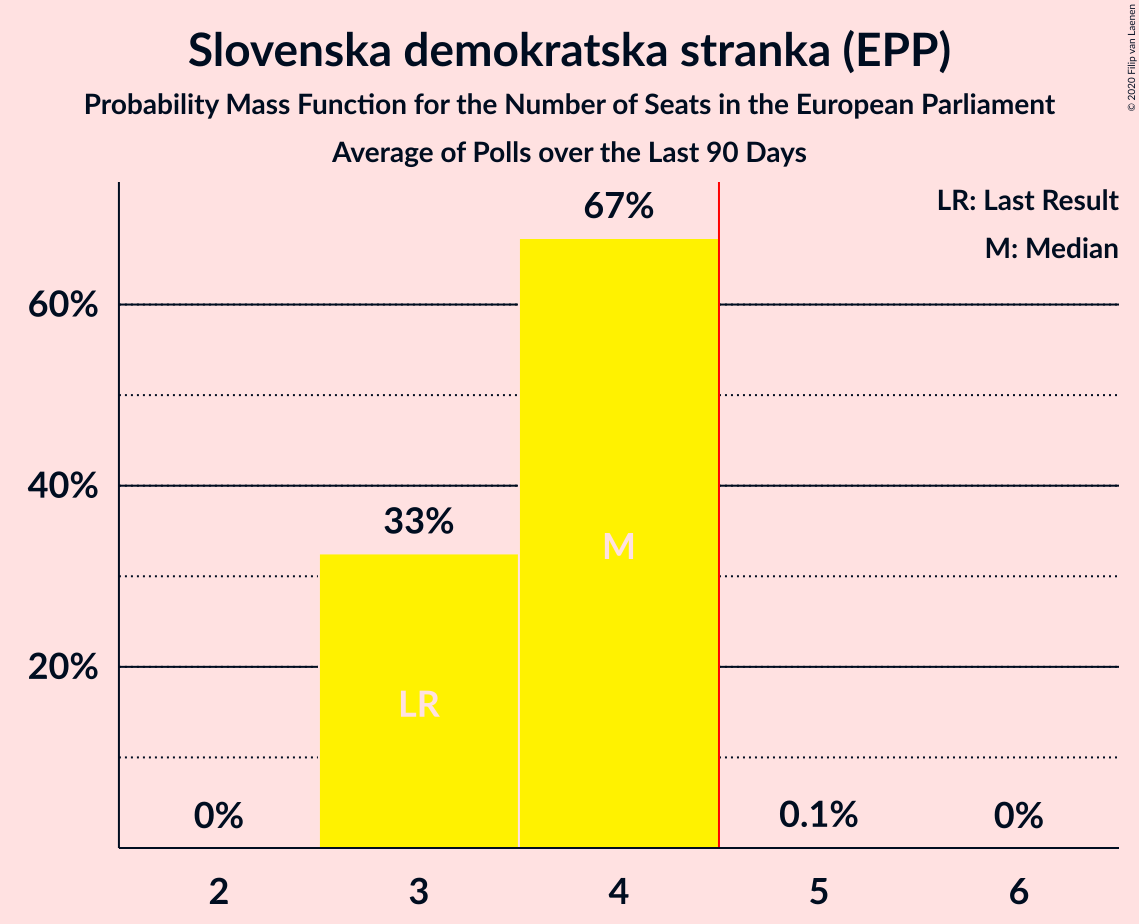 Slovenska demokratska stranka (EPP)
Probability Mass Function for the Number of Seats in the European Parliament
Average of Polls over the Last 90 Days
© 2020 Filip van Laenen
LR: Last Result
M: Median
67%
60%
40%
33%
M
20%
LR
0%
0.1%
0%
2
3
4
5
6